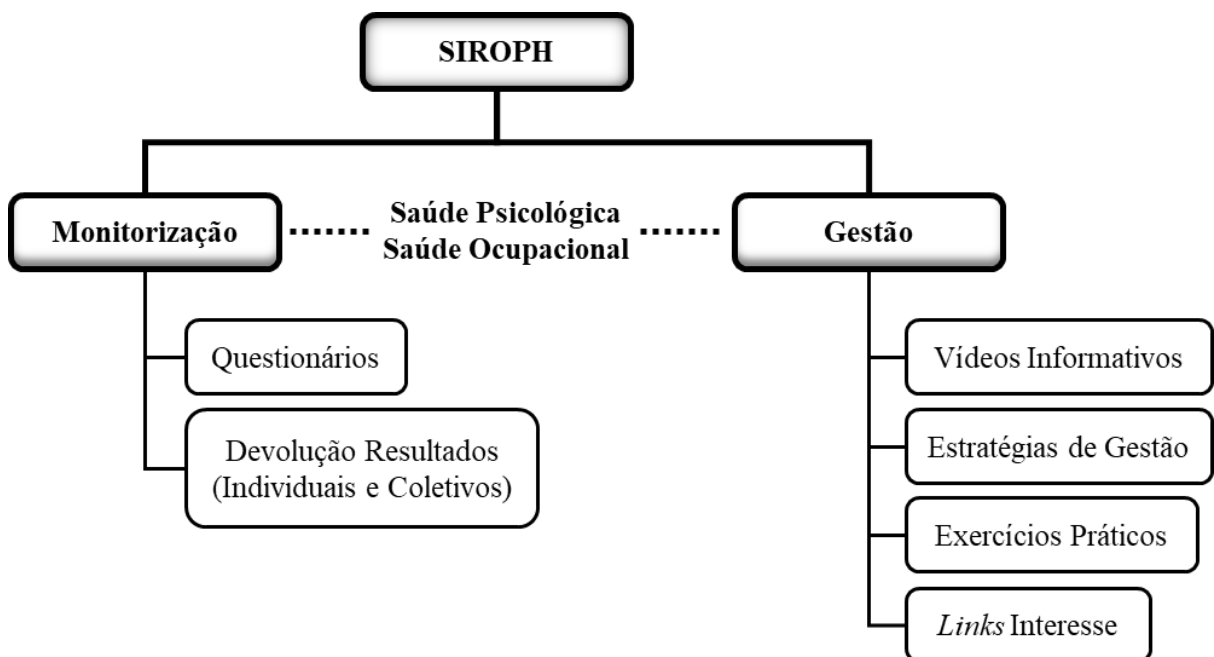 SIROPH
Monitorização
Saúde Psicológica
Saúde Ocupacional
Gestão
Questionários
Devolução Resultados
(Individuais e Coletivos)
Vídeos Informativos
Estratégias de Gestão
Exercícios Práticos
Links Interesse